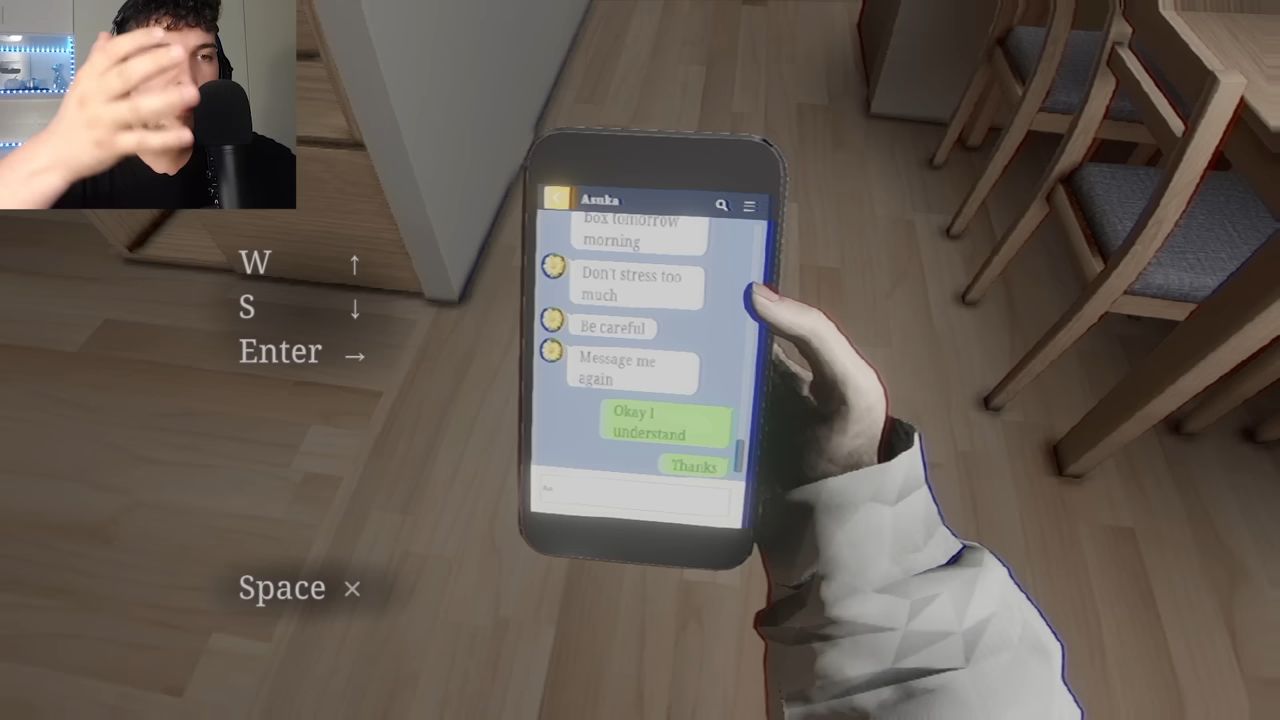 Asuka
box tomorrow
morning
Don't stress too
much
Be careful
Message me
again
Okay I
understand
Thanks
W ↑
S ↓
Enter →
Space ×